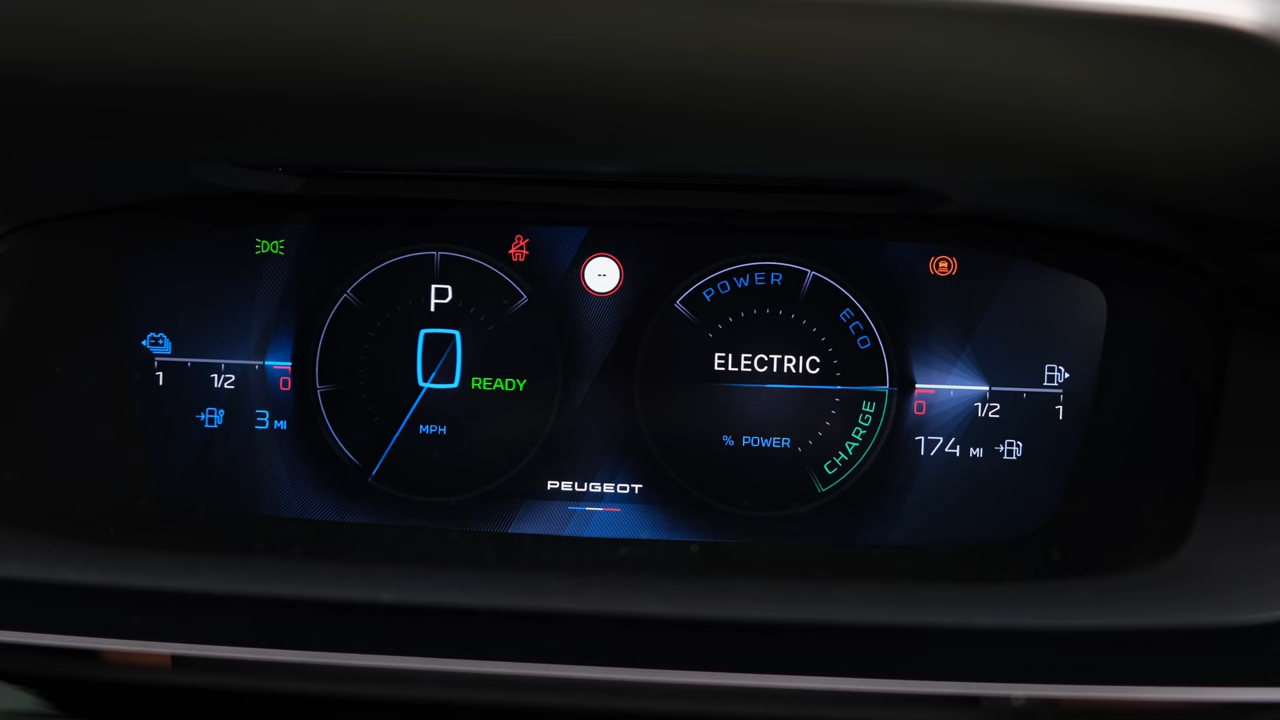 P
0
READY
MPH
1 1/2 0
3 MI
--
PEUGEOT
POWER
ECO
ELECTRIC
CHARGE
% POWER
0 1/2 1
174 MI